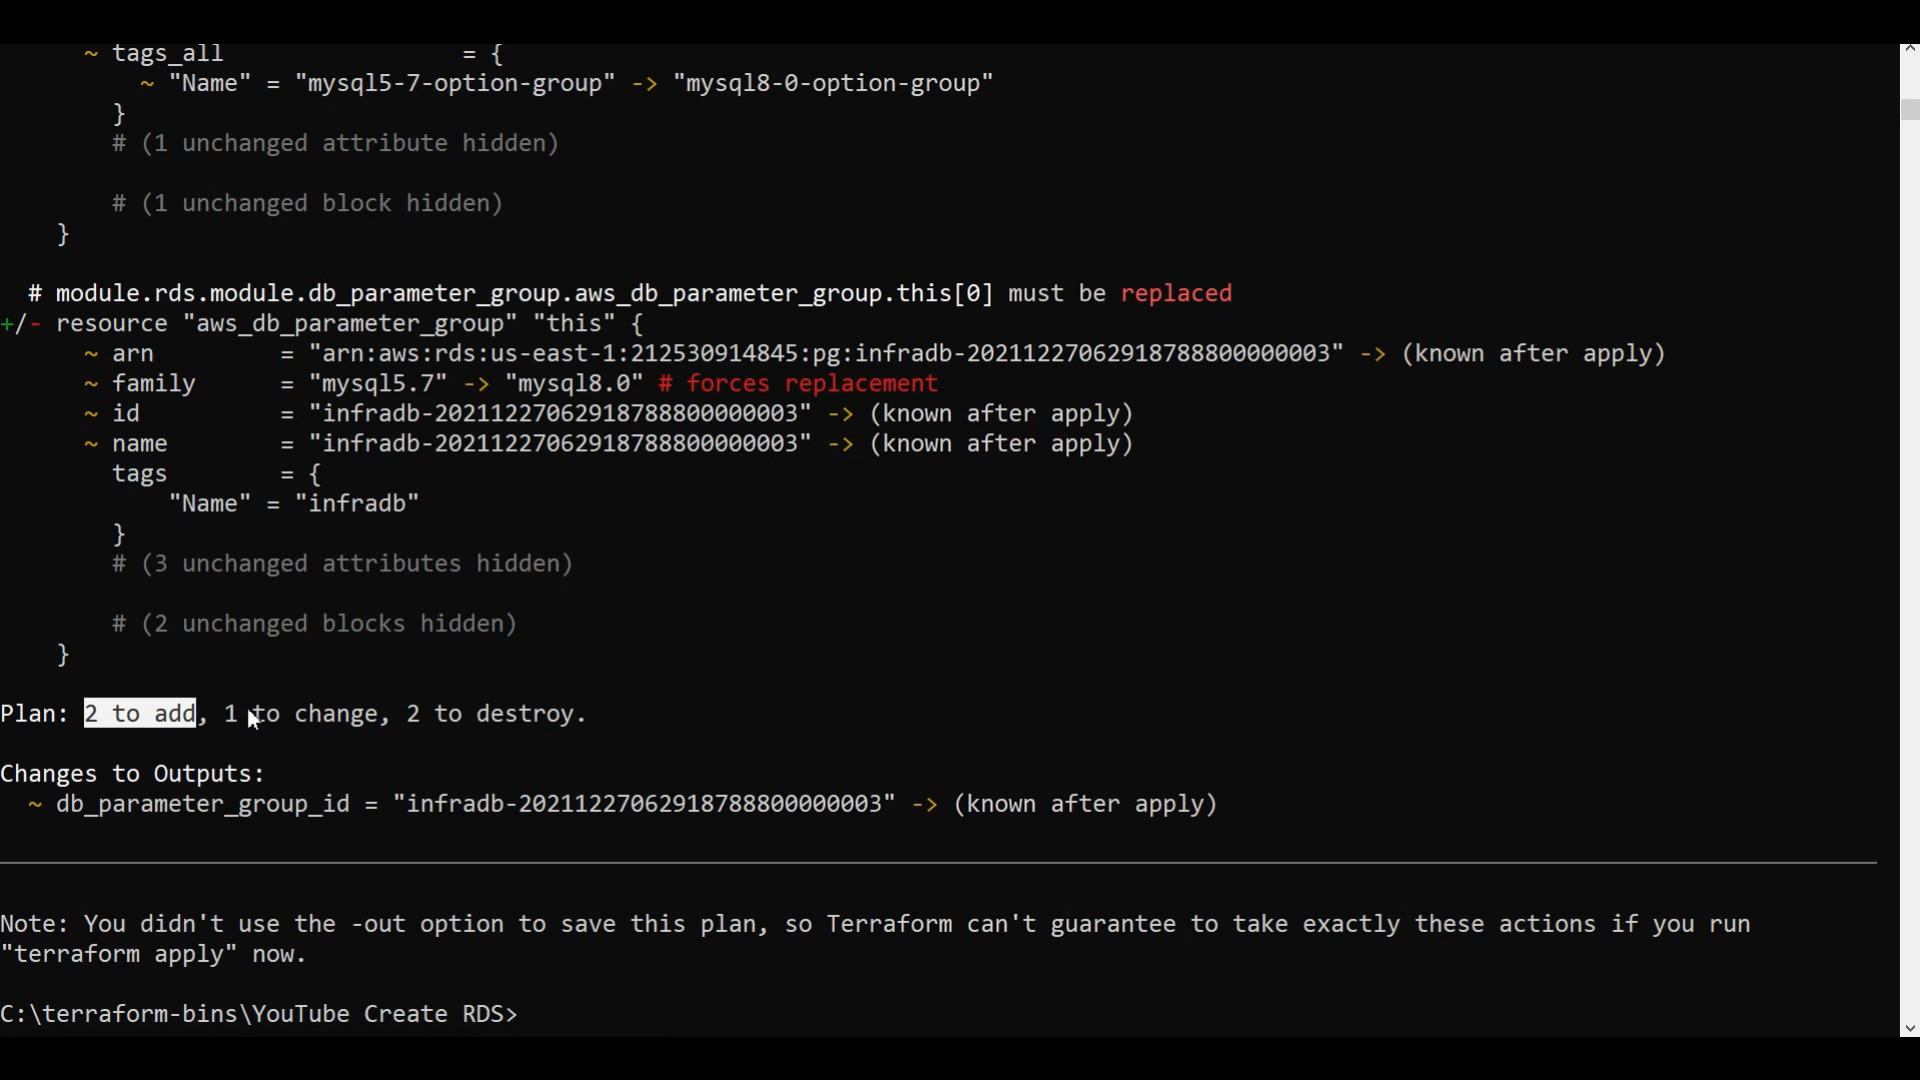 ~ tags_all = {
~ "Name" = "mysql5-7-option-group" -> "mysql8-0-option-group"
}
# (1 unchanged attribute hidden)
# (1 unchanged block hidden)
}
# module.rds.module.db_parameter_group.aws_db_parameter_group.this[0] must be replaced
+/- resource "aws_db_parameter_group" "this" {
~ arn = "arn:aws:rds:us-east-1:212530914845:pg:infradb-20211227062918788800000003" -> (known after apply)
~ family = "mysql5.7" -> "mysql8.0" # forces replacement
~ id = "infradb-20211227062918788800000003" -> (known after apply)
~ name = "infradb-20211227062918788800000003" -> (known after apply)
tags = {
"Name" = "infradb"
}
# (3 unchanged attributes hidden)
# (2 unchanged blocks hidden)
}
Plan: 2 to add, 1 to change, 2 to destroy.
Changes to Outputs:
~ db_parameter_group_id = "infradb-20211227062918788800000003" -> (known after apply)
Note: You didn't use the -out option to save this plan, so Terraform can't guarantee to take exactly these actions if you run
"terraform apply" now.
C:\terraform-bins\YouTube Create RDS>